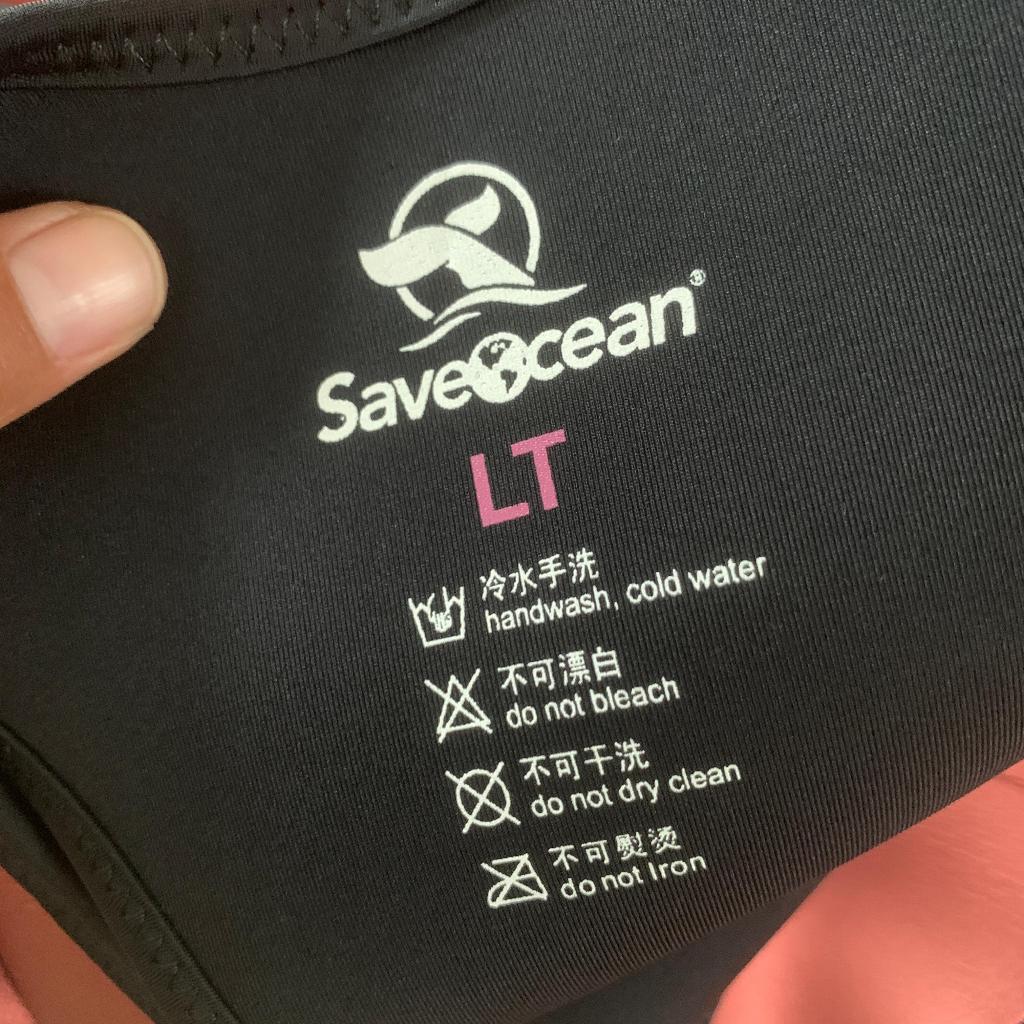 SaveOcean®
LT
冷水手洗
handwash, cold water
不可漂白
do not bleach
不可干洗
do not dry clean
不可熨烫
do not Iron